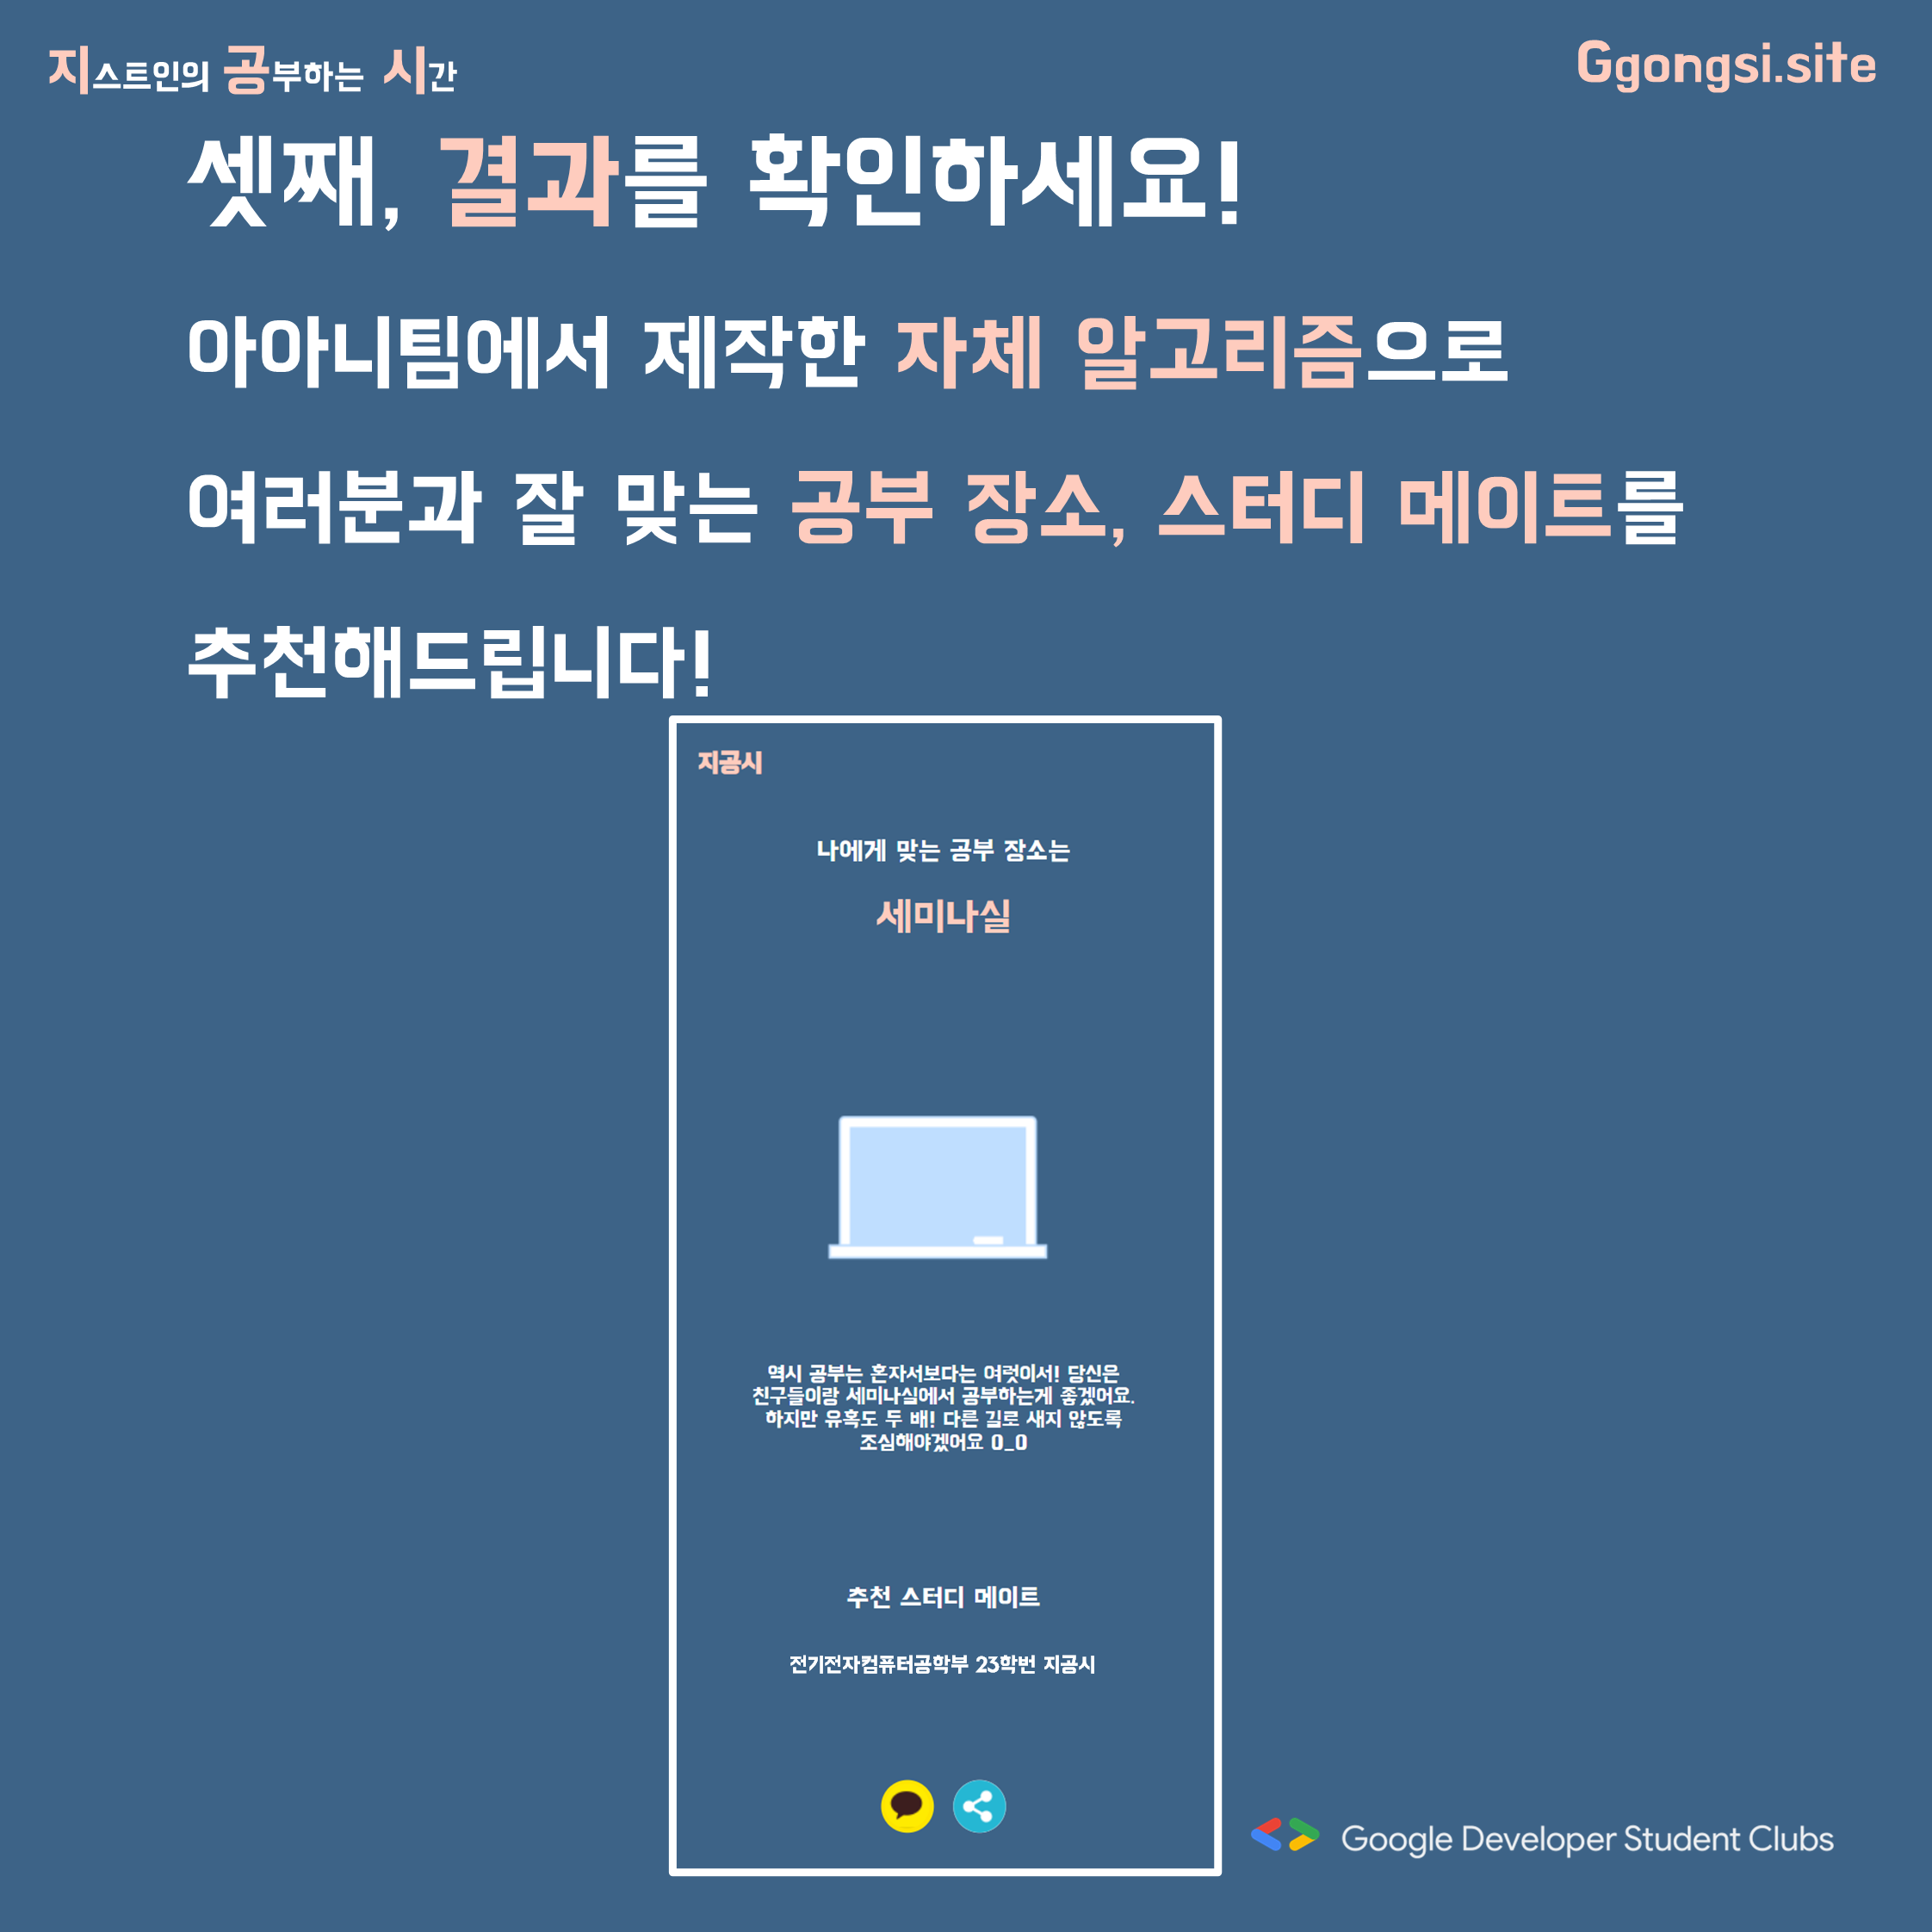 지스트인의 공부하는 시간
Ggongsi.site
셋째, 결과를 확인하세요!
아아니팀에서 제작한 자체 알고리즘으로
여러분과 잘 맞는 공부 장소, 스터디 메이트를
추천해드립니다!
지공시
나에게 맞는 공부 장소는
세미나실
역시 공부는 혼자서보다는 여럿이서! 당신은
친구들이랑 세미나실에서 공부하는게 좋겠어요.
하지만 유혹도 두 배! 다른 길로 새지 않도록
조심해야겠어요 0_0
추천 스터디 메이트
전기전자컴퓨터공학부 23학번 지공시
Google Developer Student Clubs